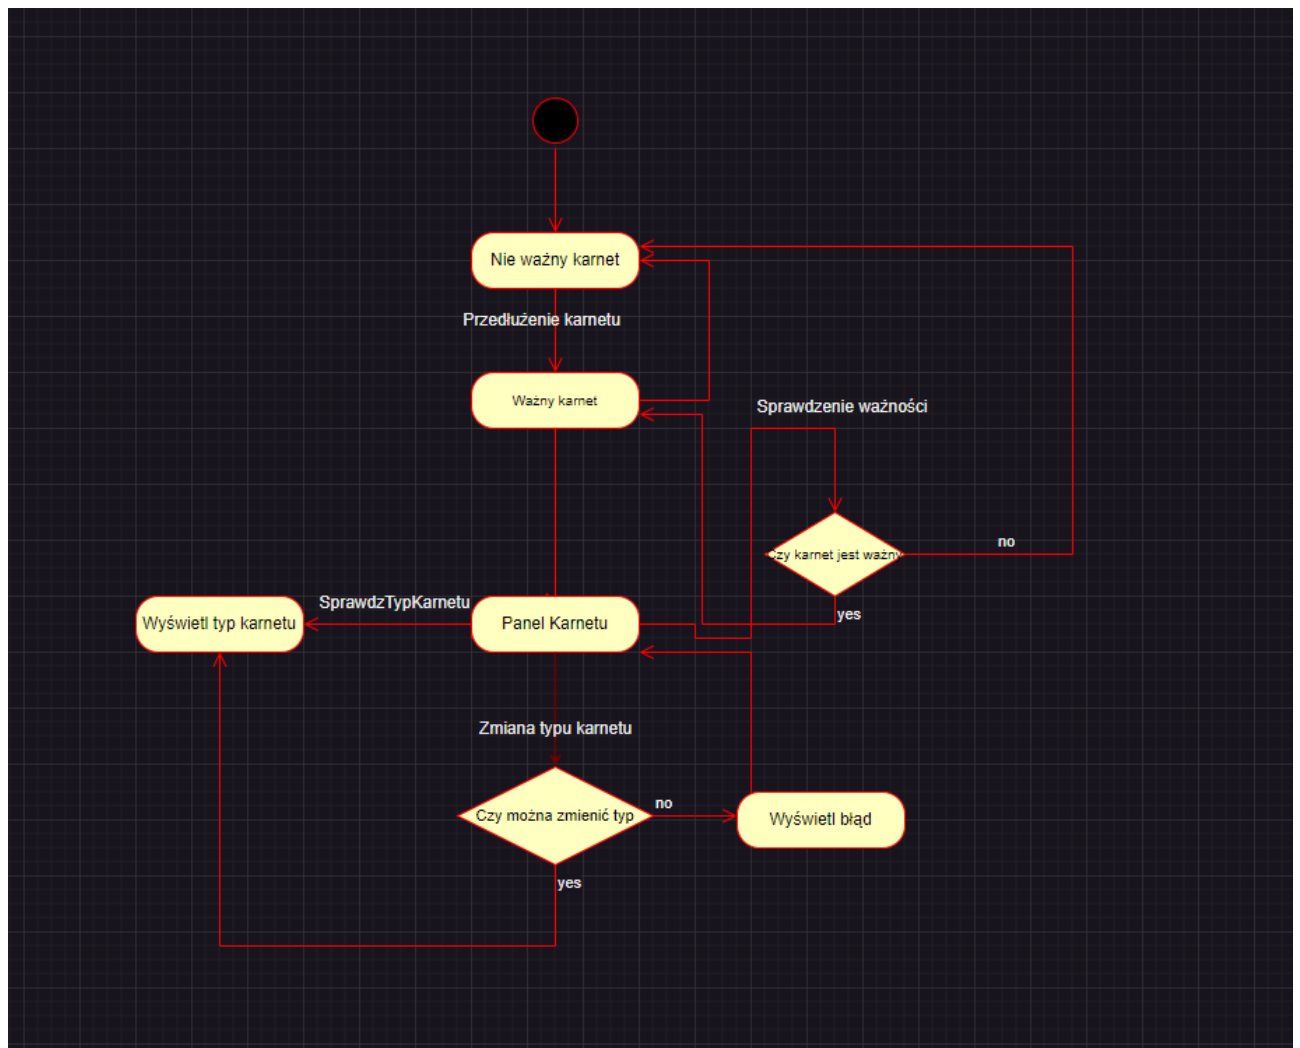 Nie ważny karnet
Przedłużenie karnetu
Ważny karnet
Sprawdzenie ważności
Czy karnet jest ważny
no
yes
SprawdzTypKarnetu
Wyświetl typ karnetu
Panel Karnetu
Zmiana typu karnetu
Czy można zmienić typ
no
Wyświetl błąd
yes